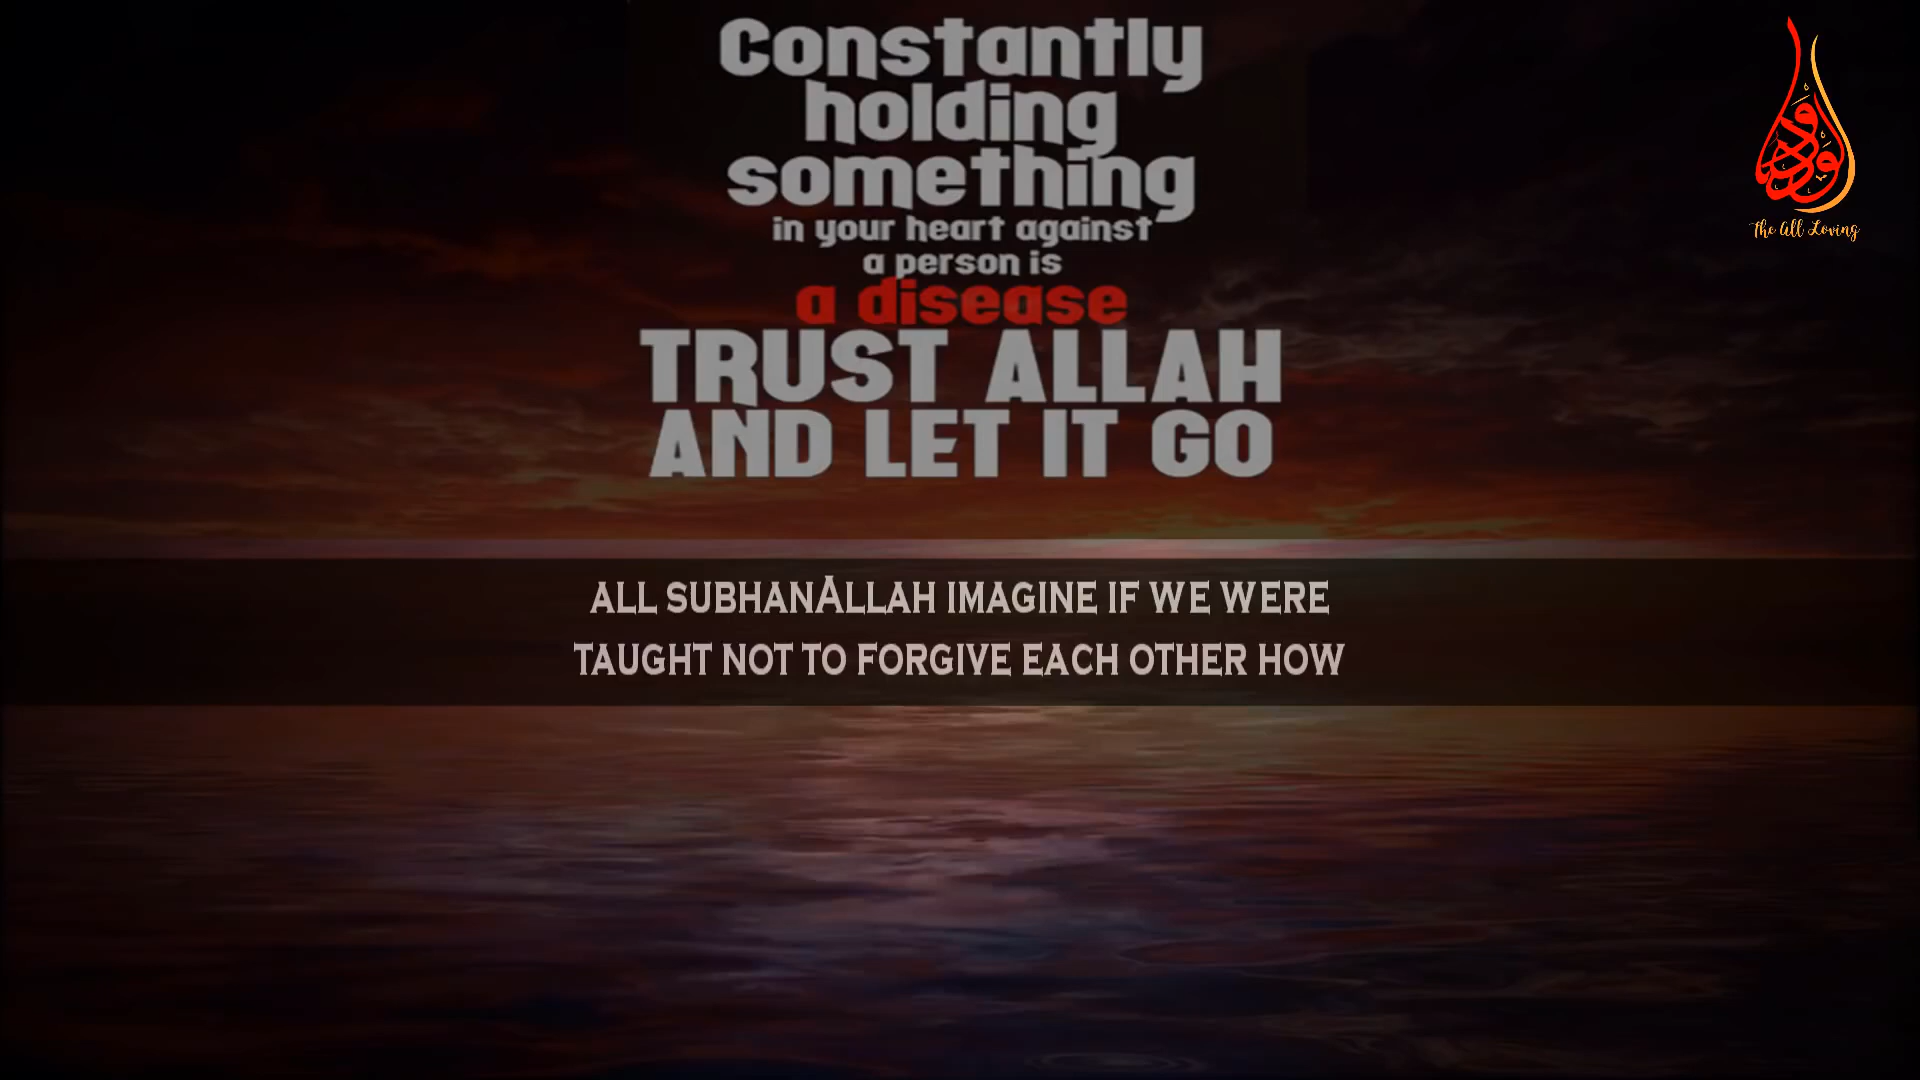 Constantly
holding
something
in your heart against
a person is
a disease
TRUST ALLAH
AND LET IT GO
The All Loving
ALL SUBHANALLAH IMAGINE IF WE WERE
TAUGHT NOT TO FORGIVE EACH OTHER HOW